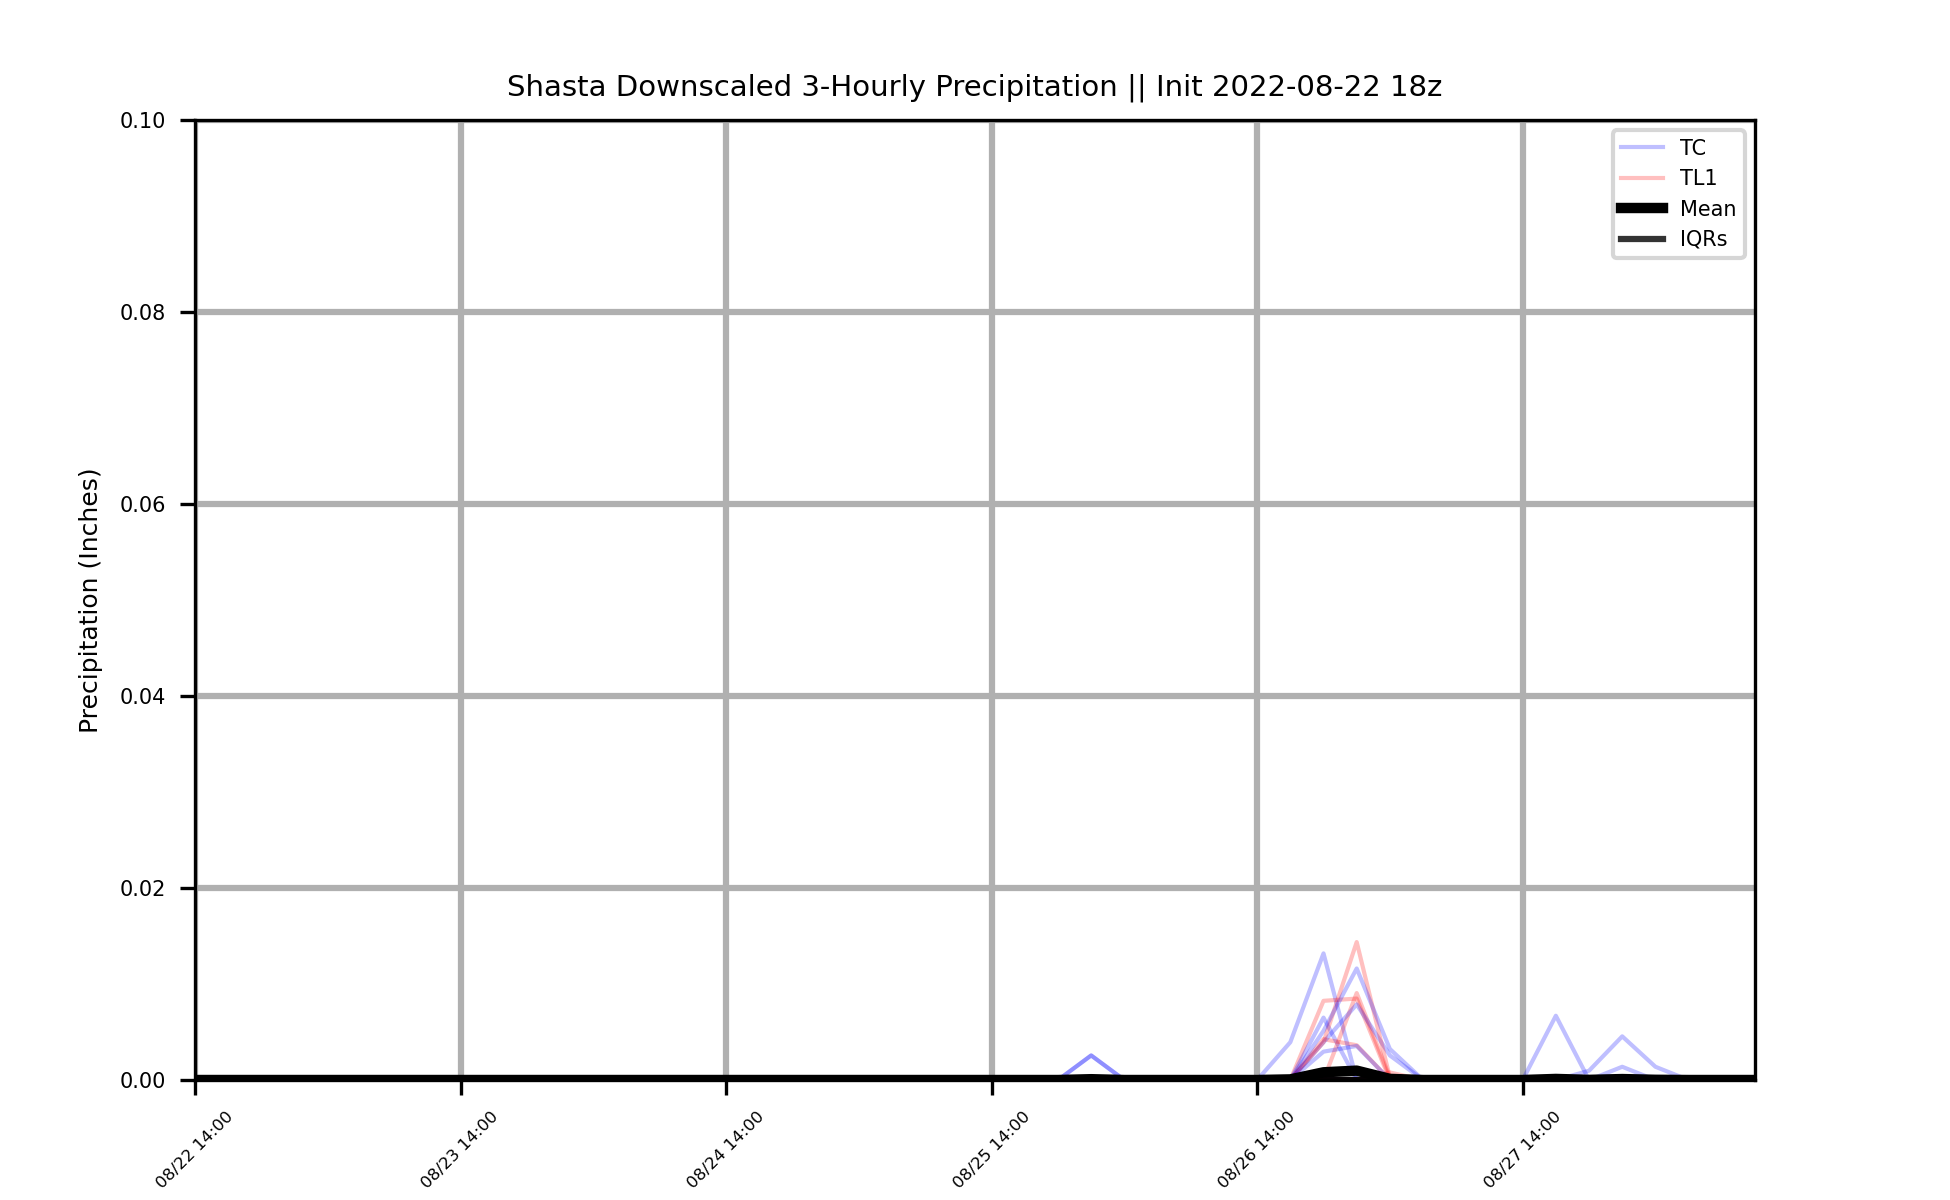 Shasta Downscaled 3-Hourly Precipitation || Init 2022-08-22 18z
TC
TL1
Mean
IQRs
Precipitation (Inches)
0.10
0.08
0.06
0.04
0.02
0.00
08/22 14:00
08/23 14:00
08/24 14:00
08/25 14:00
08/26 14:00
08/27 14:00